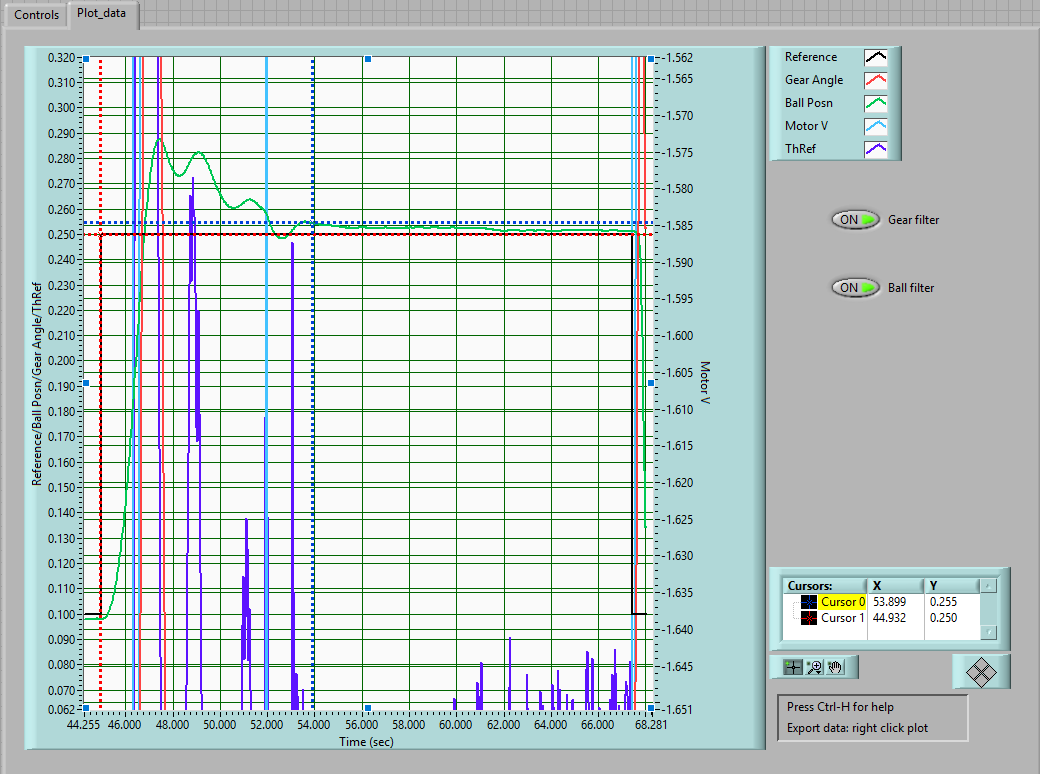 Controls
Plot_data
0.320
0.310
0.300
0.290
0.280
0.270
0.260
0.250
0.240
0.230
0.220
0.210
0.200
0.190
0.180
0.170
0.160
0.150
0.140
0.130
0.120
0.110
0.100
0.090
0.080
0.070
0.062
Reference/Ball Posn/Gear Angle/ThRef
44.255 46.000 48.000 50.000 52.000 54.000 56.000 58.000 60.000 62.000 64.000 66.000 68.281
Time (sec)
-1.562
-1.565
-1.570
-1.575
-1.580
-1.585
-1.590
-1.595
-1.600
-1.605
-1.610
-1.615
-1.620
-1.625
-1.630
-1.635
-1.640
-1.645
-1.651
Motor V
Reference
Gear Angle
Ball Posn
Motor V
ThRef
ON Gear filter
ON Ball filter
Cursors: X Y
Cursor 0 53.899 0.255
Cursor 1 44.932 0.250
Press Ctrl-H for help
Export data: right click plot